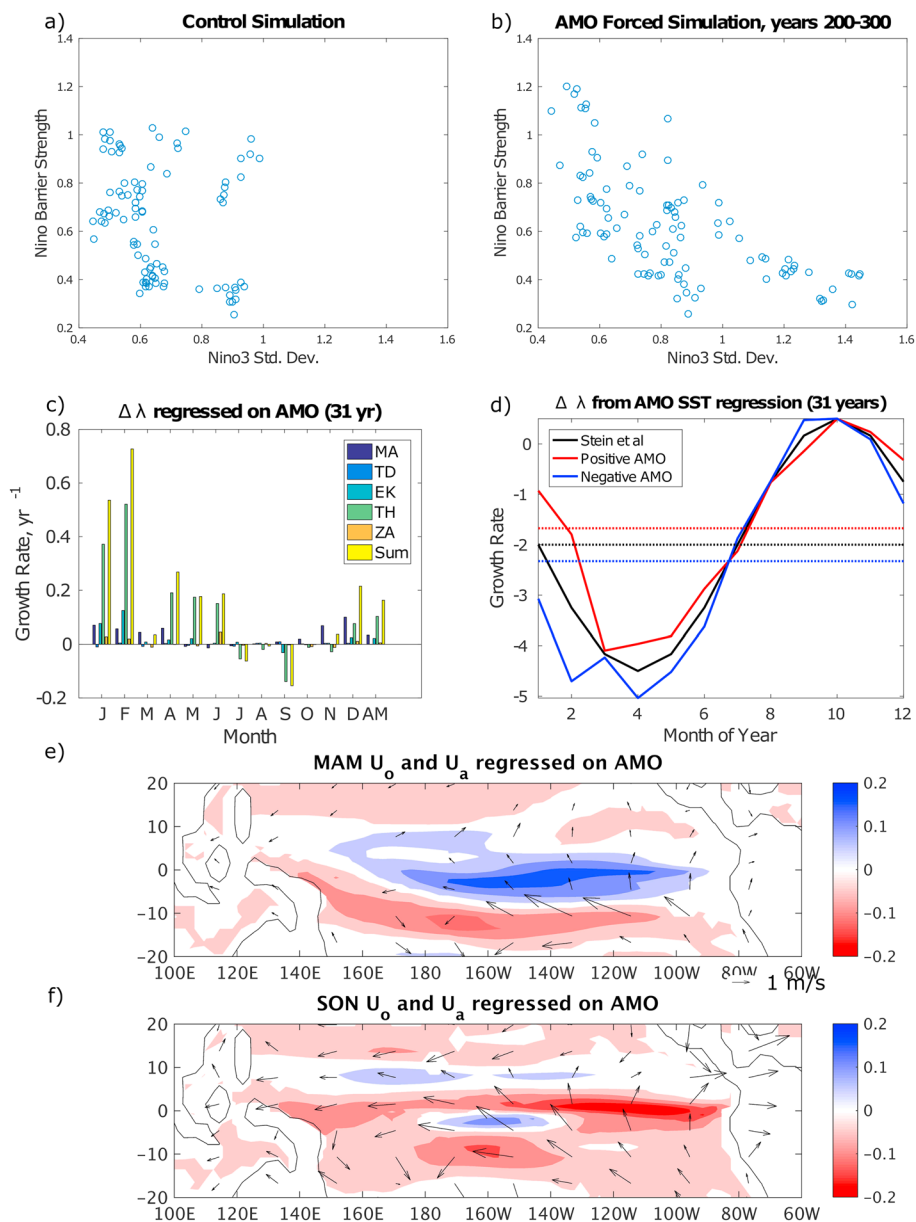 a) Control Simulation
b) AMO Forced Simulation, years 200-300
1.4
1.2
1
0.8
0.6
0.4
0.2
Nino Barrier Strength
0.4 0.6 0.8 1 1.2 1.4 1.6
Nino3 Std. Dev.
1.4
1.2
1
0.8
0.6
0.4
0.2
Nino Barrier Strength
0.4 0.6 0.8 1 1.2 1.4 1.6
Nino3 Std. Dev.
c) Δ λ regressed on AMO (31 yr)
0.8
0.6
0.4
0.2
0
-0.2
Growth Rate, yr -1
MA
TD
EK
TH
ZA
Sum
J F M A M J J A S O N D AM
Month
d) Δ λ from AMO SST regression (31 years)
0
-1
-2
-3
-4
-5
Growth Rate
Stein et al
Positive AMO
Negative AMO
2 4 6 8 10 12
Month of Year
e) MAM Uo and Ua regressed on AMO
20
10
0
−10
−20
100E 120E 140E 160E 180E 160W 140W 120W 100W 80W 60W
0.2
0.1
0
−0.1
−0.2
1 m/s
f) SON Uo and Ua regressed on AMO
20
10
0
−10
−20
100E 120E 140E 160E 180E 160W 140W 120W 100W 80W 60W
0.2
0.1
0
−0.1
−0.2